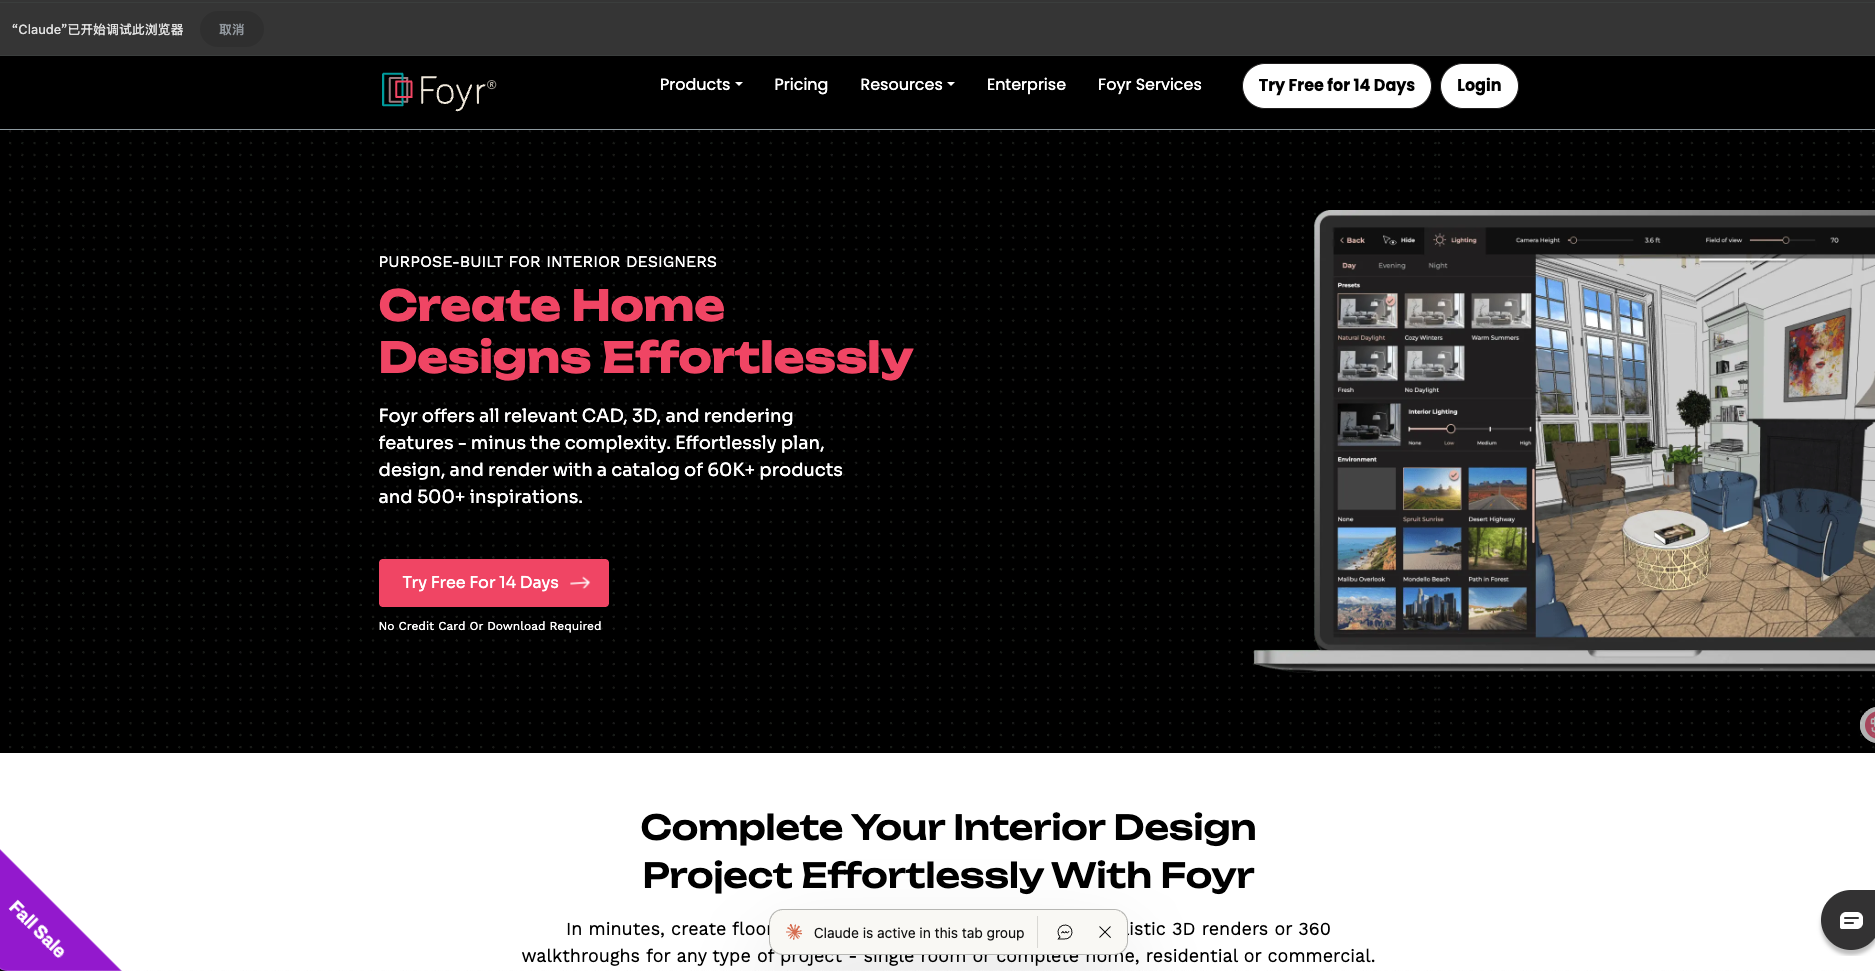 “Claude”已开始调试此浏览器
取消
Foyr®
Products
Pricing
Resources
Enterprise
Foyr Services
Try Free for 14 Days
Login
PURPOSE-BUILT FOR INTERIOR DESIGNERS
Create Home
Designs Effortlessly
Foyr offers all relevant CAD, 3D, and rendering
features - minus the complexity. Effortlessly plan,
design, and render with a catalog of 60K+ products
and 500+ inspirations.
Try Free For 14 Days
No Credit Card Or Download Required
Back Hide Lighting Camera Height 3.6 ft Field of view 70
Day Evening Night
Presets
Natural Daylight Cozy Winters Warm Summers
Fresh No Daylight
Interior Lighting
None Low Medium High
Environment
None Spruit Sunrise Desert Highway
Malibu Overlook Mondello Beach Path in Forest
Complete Your Interior Design
Project Effortlessly With Foyr
In minutes, create floor listic 3D renders or 360
walkthroughs for any type of project - single room or complete home, residential or commercial.
Claude is active in this tab group
Fall Sale